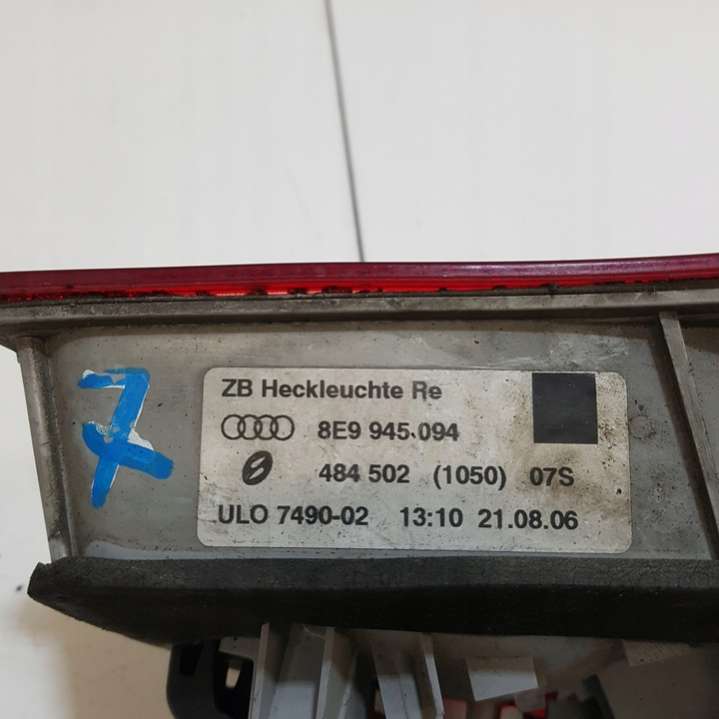 7
ZB Heckleuchte Re
8E9 945 094
484 502 (1050) 07S
ULO 7490-02 13:10 21.08.06